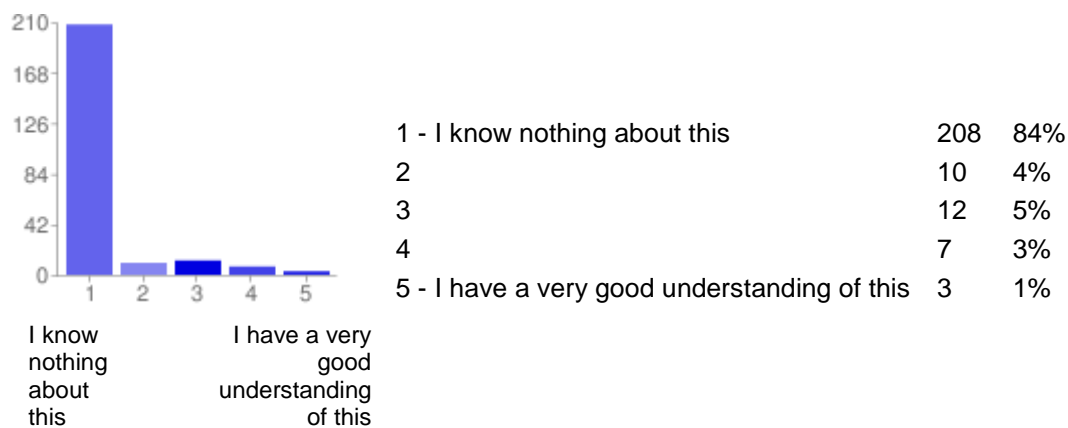 210
168
126
84
42
0
1 2 3 4 5
I know
nothing
about
this
I have a very
good
understanding
of this
1 - I know nothing about this 208 84%
2 10 4%
3 12 5%
4 7 3%
5 - I have a very good understanding of this 3 1%